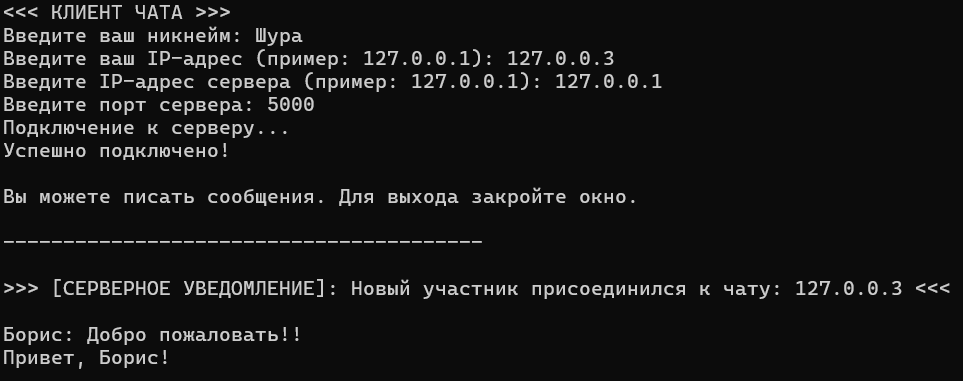 <<< КЛИЕНТ ЧАТА >>>
Введите ваш никнейм: Шура
Введите ваш IP-адрес (пример: 127.0.0.1): 127.0.0.3
Введите IP-адрес сервера (пример: 127.0.0.1): 127.0.0.1
Введите порт сервера: 5000
Подключение к серверу...
Успешно подключено!
Вы можете писать сообщения. Для выхода закройте окно.
----------------------------------------
>>> [СЕРВЕРНОЕ УВЕДОМЛЕНИЕ]: Новый участник присоединился к чату: 127.0.0.3 <<<
Борис: Добро пожаловать!!
Привет, Борис!